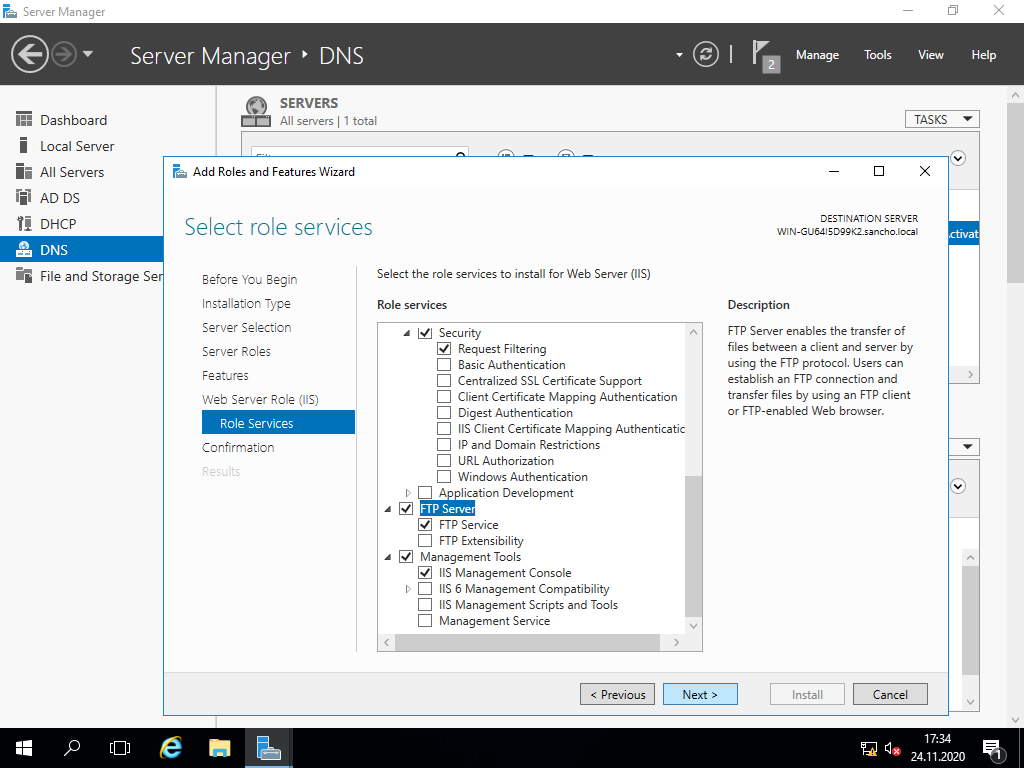 Server Manager
Server Manager • DNS
2
Manage
Tools
View
Help
Dashboard
Local Server
All Servers
AD DS
DHCP
DNS
File and Storage Ser
SERVERS
All servers | 1 total
TASKS
Add Roles and Features Wizard
Select role services
DESTINATION SERVER
WIN-GU64I5D99K2.sancho.local
Before You Begin
Installation Type
Server Selection
Server Roles
Features
Web Server Role (IIS)
Role Services
Confirmation
Results
Select the role services to install for Web Server (IIS)
Role services
Security
Request Filtering
Basic Authentication
Centralized SSL Certificate Support
Client Certificate Mapping Authentication
Digest Authentication
IIS Client Certificate Mapping Authenticatic
IP and Domain Restrictions
URL Authorization
Windows Authentication
Application Development
FTP Server
FTP Service
FTP Extensibility
Management Tools
IIS Management Console
IIS 6 Management Compatibility
IIS Management Scripts and Tools
Management Service
Description
FTP Server enables the transfer of
files between a client and server by
using the FTP protocol. Users can
establish an FTP connection and
transfer files by using an FTP client
or FTP-enabled Web browser.
ctivat
< Previous
Next >
Install
Cancel
17:34
24.11.2020
1